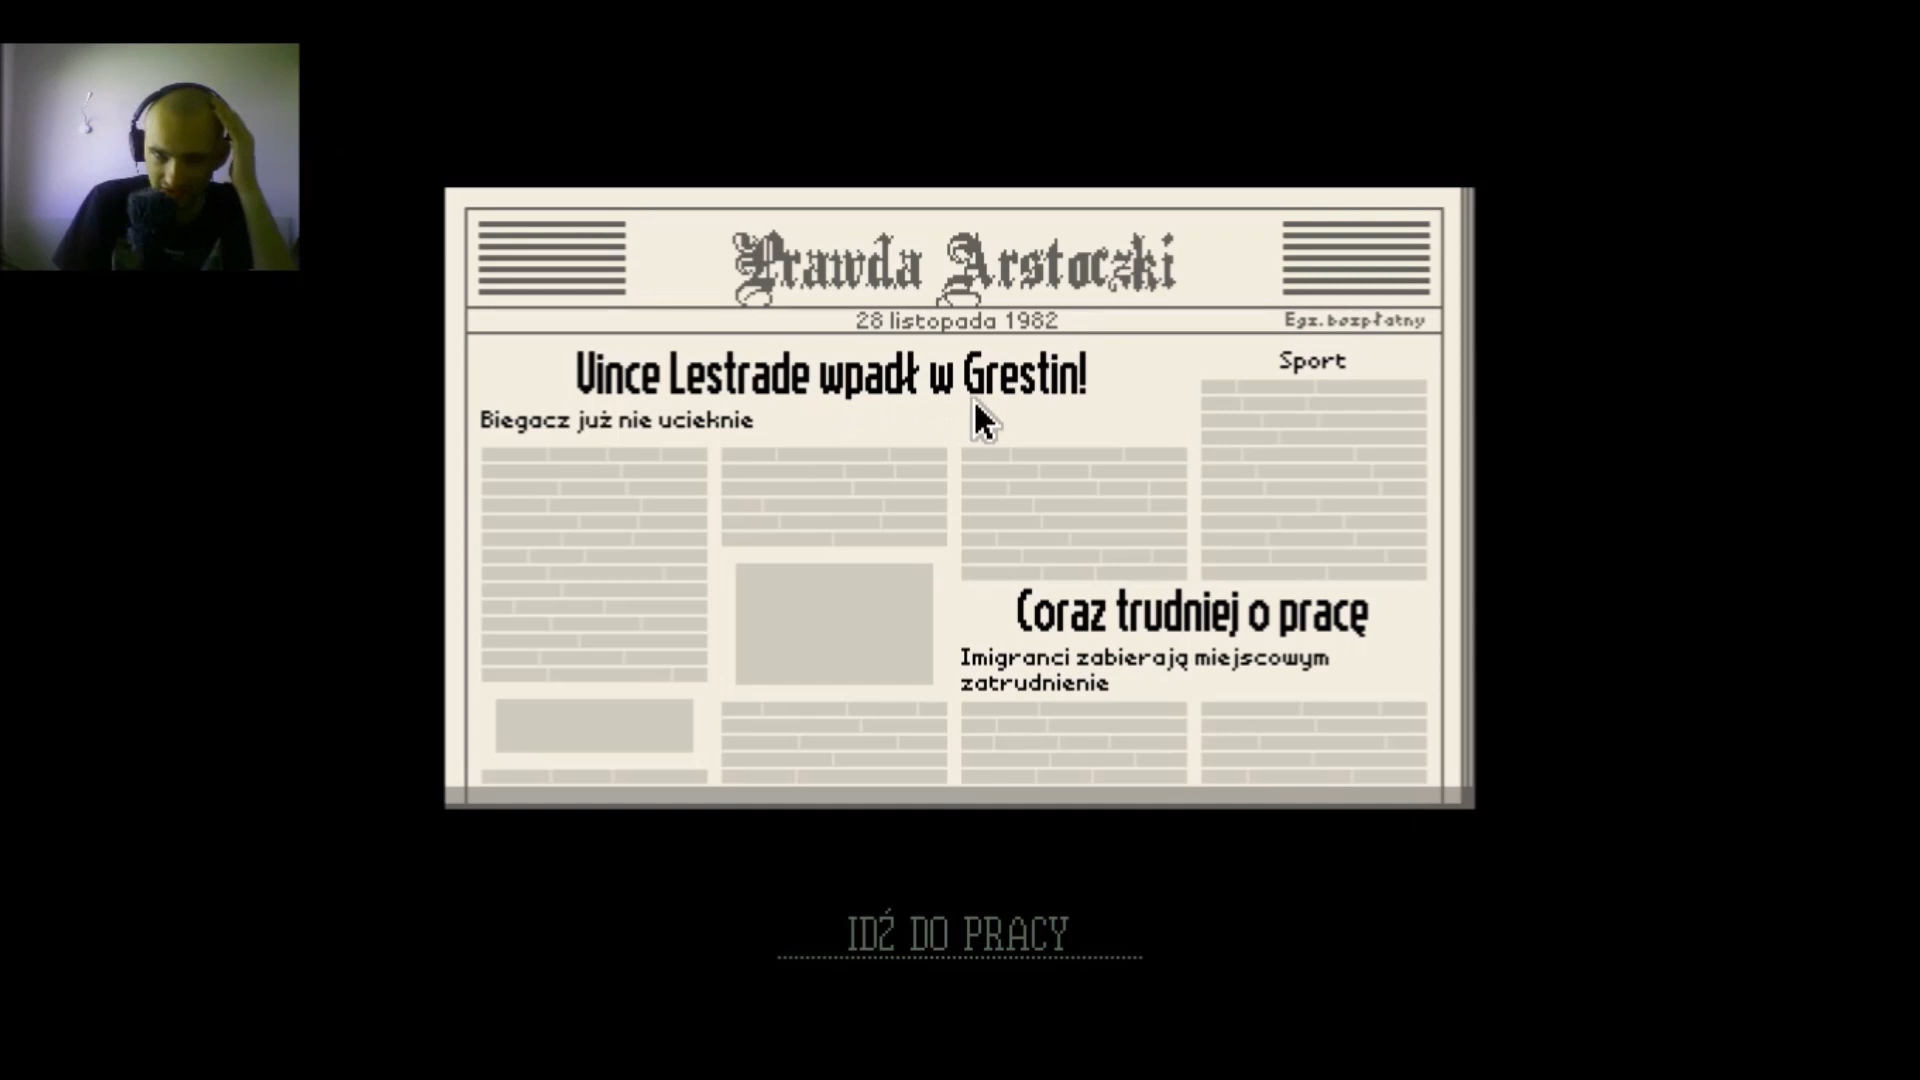 Prawda Arstoczki
28 listopada 1982
Egz. bezpłatny
Vince Lestrade wpadł w Grestin!
Biegacz już nie ucieknie
Sport
Coraz trudniej o pracę
Imigranci zabierają miejscowym
zatrudnienie
IDŹ DO PRACY